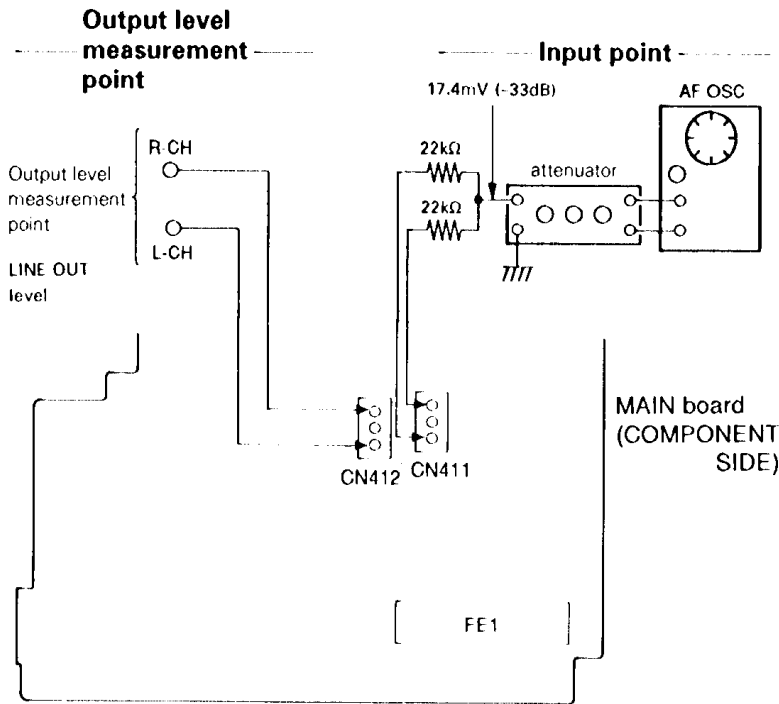 Output level
measurement
point
Input point
17.4mV (-33dB)
AF OSC
R-CH
22kΩ
attenuator
Output level
measurement
point
22kΩ
L-CH
LINE OUT
level
MAIN board
(COMPONENT
SIDE)
CN412
CN411
FE1